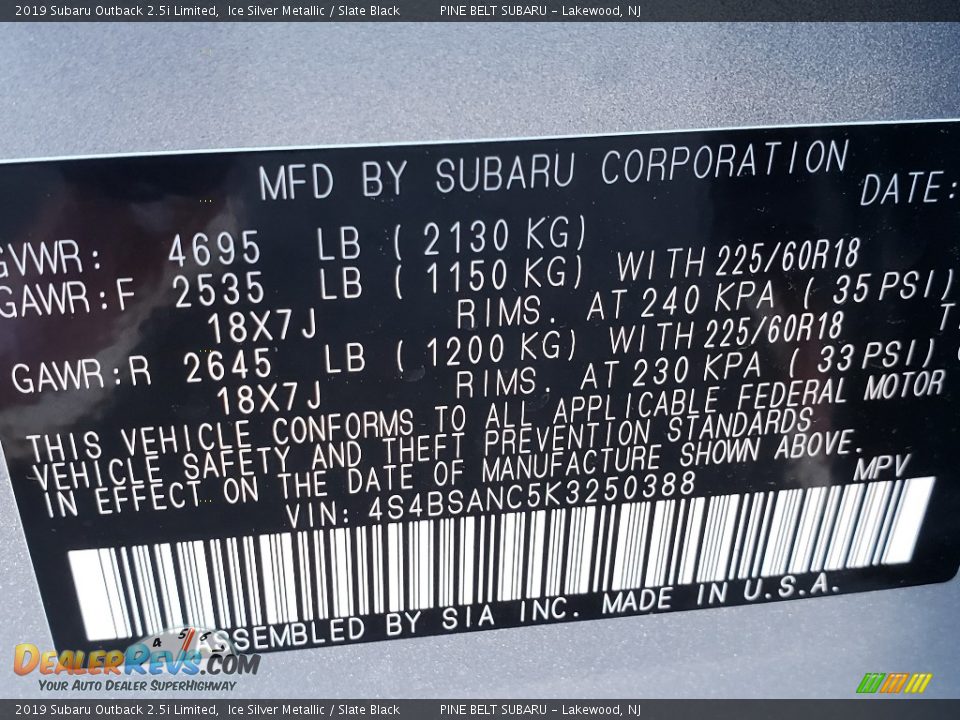 2019 Subaru Outback 2.5i Limited, Ice Silver Metallic / Slate Black PINE BELT SUBARU - Lakewood, NJ
MFD BY SUBARU CORPORATION
DATE:
GVWR: 4695 LB ( 2130 KG)
GAWR:F 2535 LB ( 1150 KG) WITH 225/60R18
18X7J RIMS. AT 240 KPA ( 35 PSI) T.
GAWR:R 2645 LB ( 1200 KG) WITH 225/60R18
18X7J RIMS. AT 230 KPA ( 33 PSI)
THIS VEHICLE CONFORMS TO ALL APPLICABLE FEDERAL MOTOR
VEHICLE SAFETY AND THEFT PREVENTION STANDARDS
IN EFFECT ON THE DATE OF MANUFACTURE SHOWN ABOVE.
VIN: 4S4BSANC5K3250388 MPV
ASSEMBLED BY SIA INC. MADE IN U.S.A.
DEALERREVS.COM
YOUR AUTO DEALER SUPERHIGHWAY
2019 Subaru Outback 2.5i Limited, Ice Silver Metallic / Slate Black PINE BELT SUBARU - Lakewood, NJ